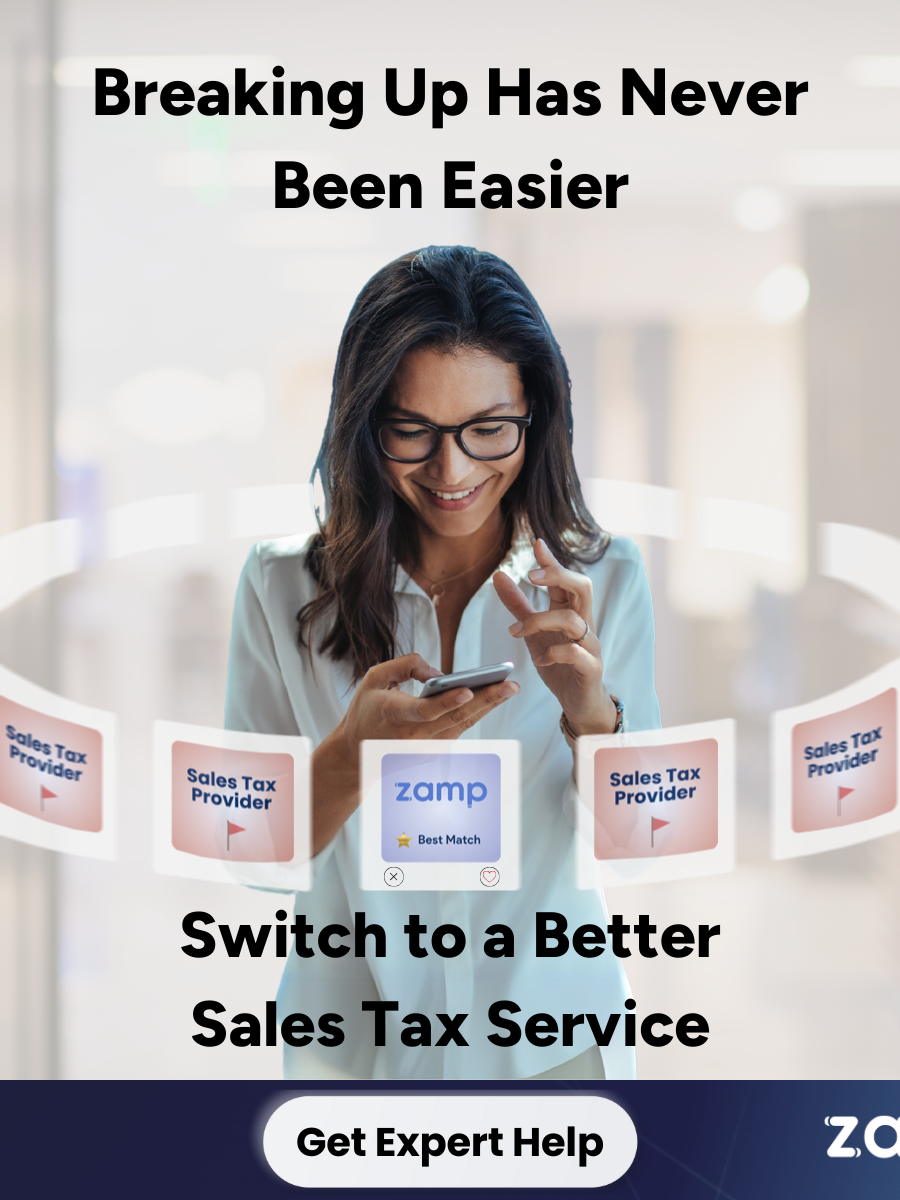 Breaking Up Has Never
Been Easier
Sales Tax
Provider
Sales Tax
Provider
zamp
Best Match
Sales Tax
Provider
Sales Tax
Provider
Switch to a Better
Sales Tax Service
Get Expert Help
za